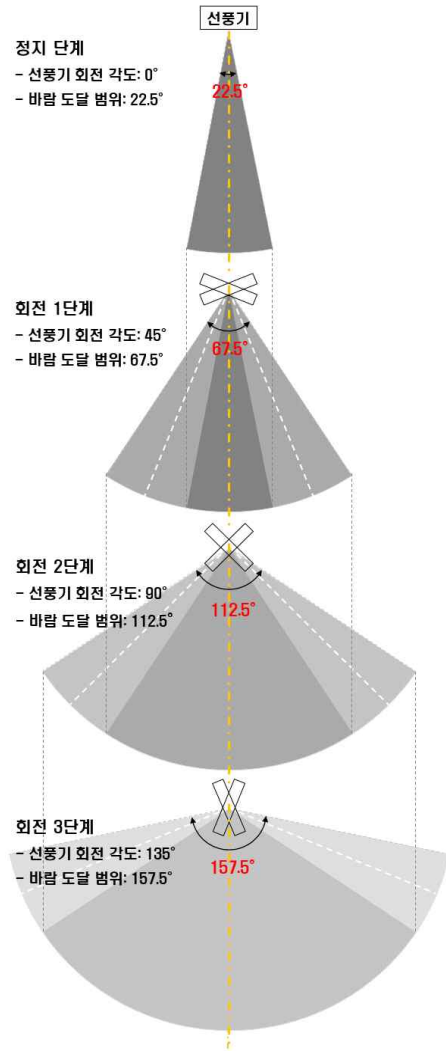 선풍기
정지 단계
- 선풍기 회전 각도: 0°
- 바람 도달 범위: 22.5°
22.5°
회전 1단계
- 선풍기 회전 각도: 45°
- 바람 도달 범위: 67.5°
67.5°
회전 2단계
- 선풍기 회전 각도: 90°
- 바람 도달 범위: 112.5°
112.5°
회전 3단계
- 선풍기 회전 각도: 135°
- 바람 도달 범위: 157.5°
157.5°